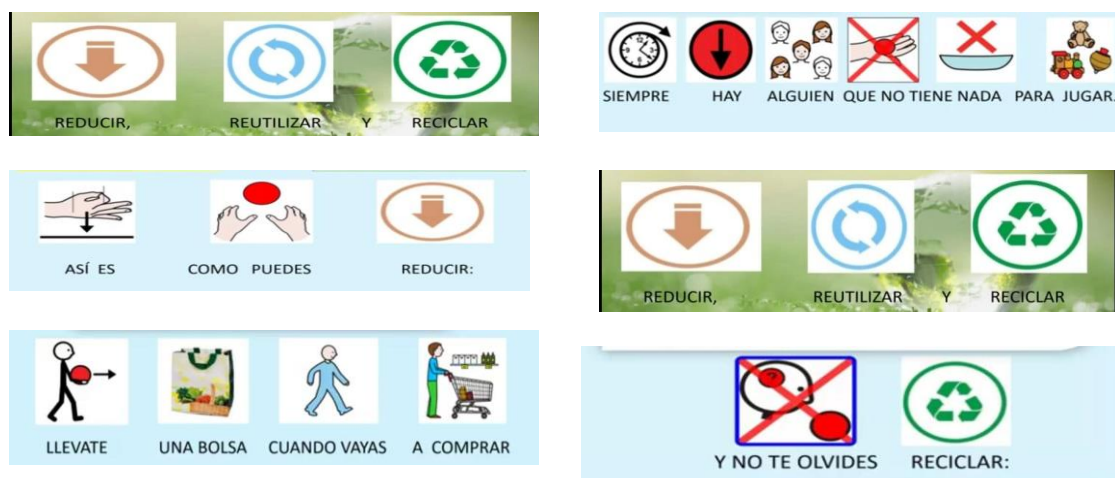 REDUCIR, REUTILIZAR Y RECICLAR
ASÍ ES COMO PUEDES REDUCIR:
LLEVATE UNA BOLSA CUANDO VAYAS A COMPRAR
SIEMPRE HAY ALGUIEN QUE NO TIENE NADA PARA JUGAR.
REDUCIR, REUTILIZAR Y RECICLAR
Y NO TE OLVIDES RECICLAR: